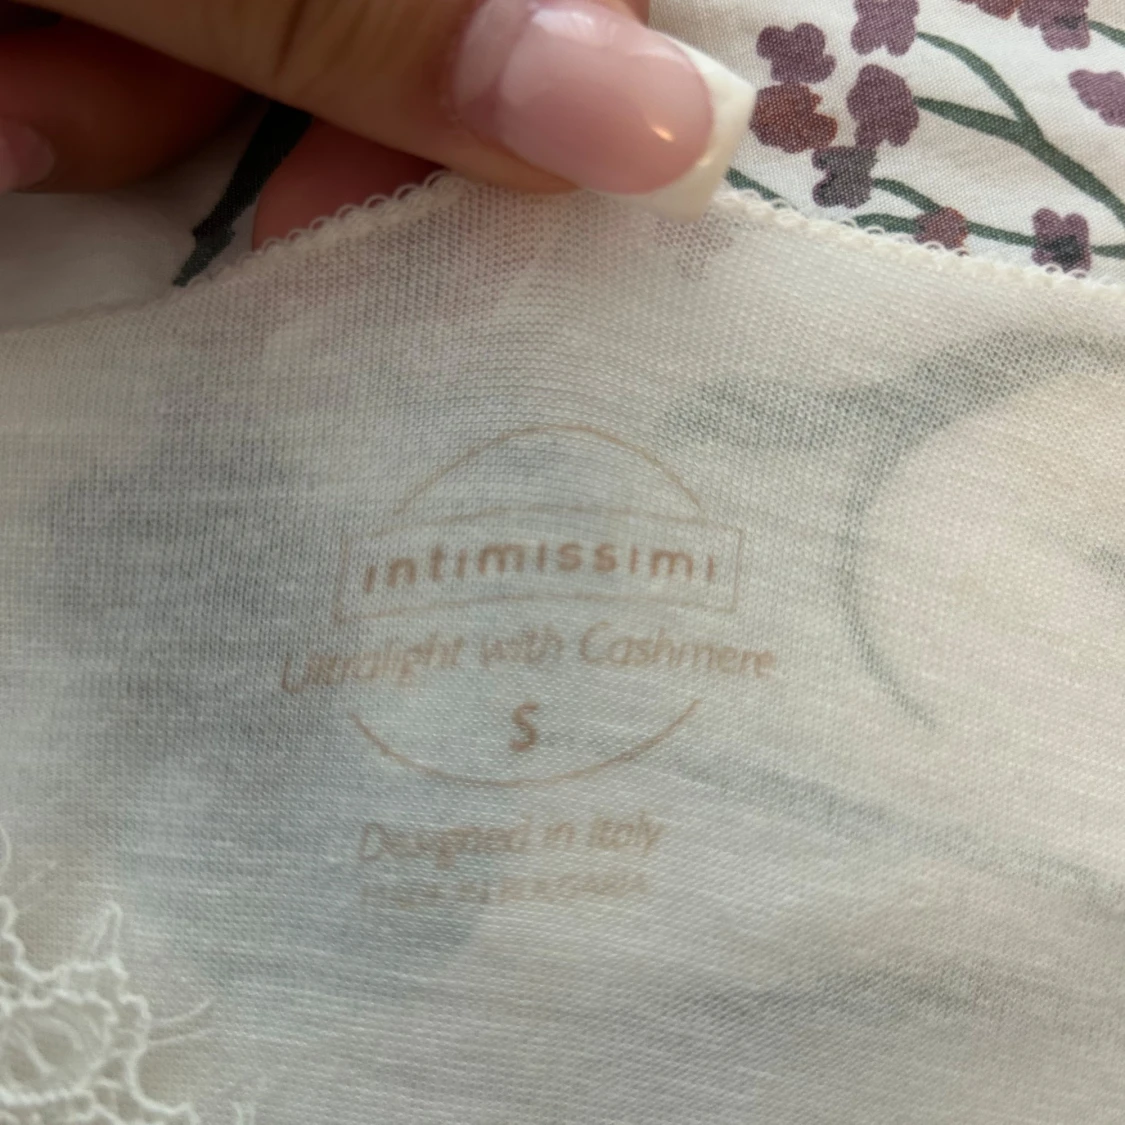 intimissimi
Ultralight with Cashmere
S
Designed in Italy